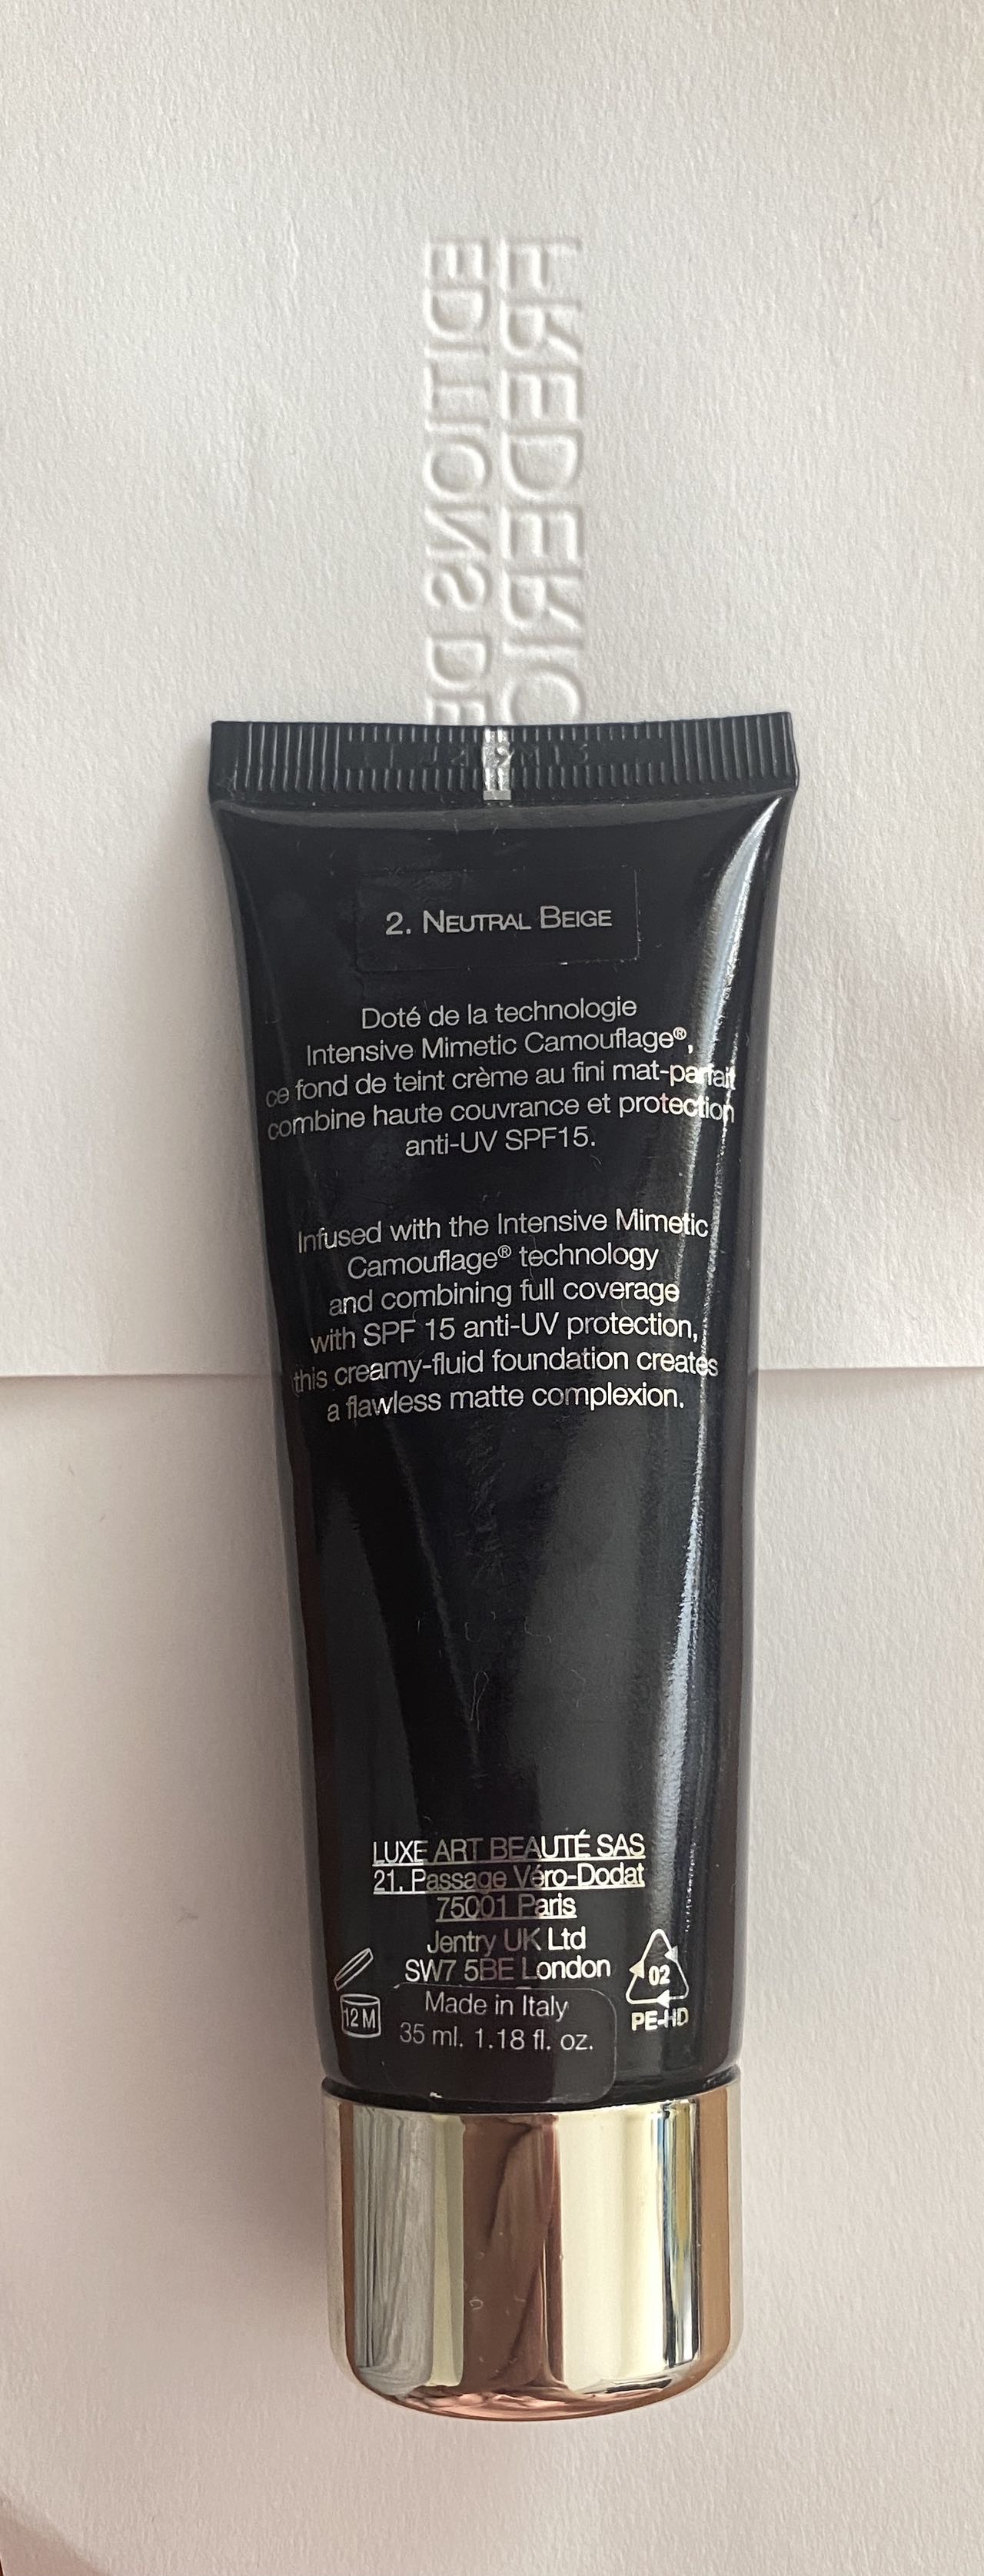 EDITIONS DE
FREDERIC
2. NEUTRAL BEIGE
Doté de la technologie
Intensive Mimetic Camouflage®,
ce fond de teint crème au fini mat-parfait
combine haute couvrance et protection
anti-UV SPF15.
Infused with the Intensive Mimetic
Camouflage® technology
and combining full coverage
with SPF 15 anti-UV protection,
this creamy-fluid foundation creates
a flawless matte complexion.
LUXE ART BEAUTÉ SAS
21, Passage Véro-Dodat
75001 Paris
Jentry UK Ltd
SW7 5BE London
Made in Italy
35 ml. 1.18 fl. oz.
12 M
02
PE-HD